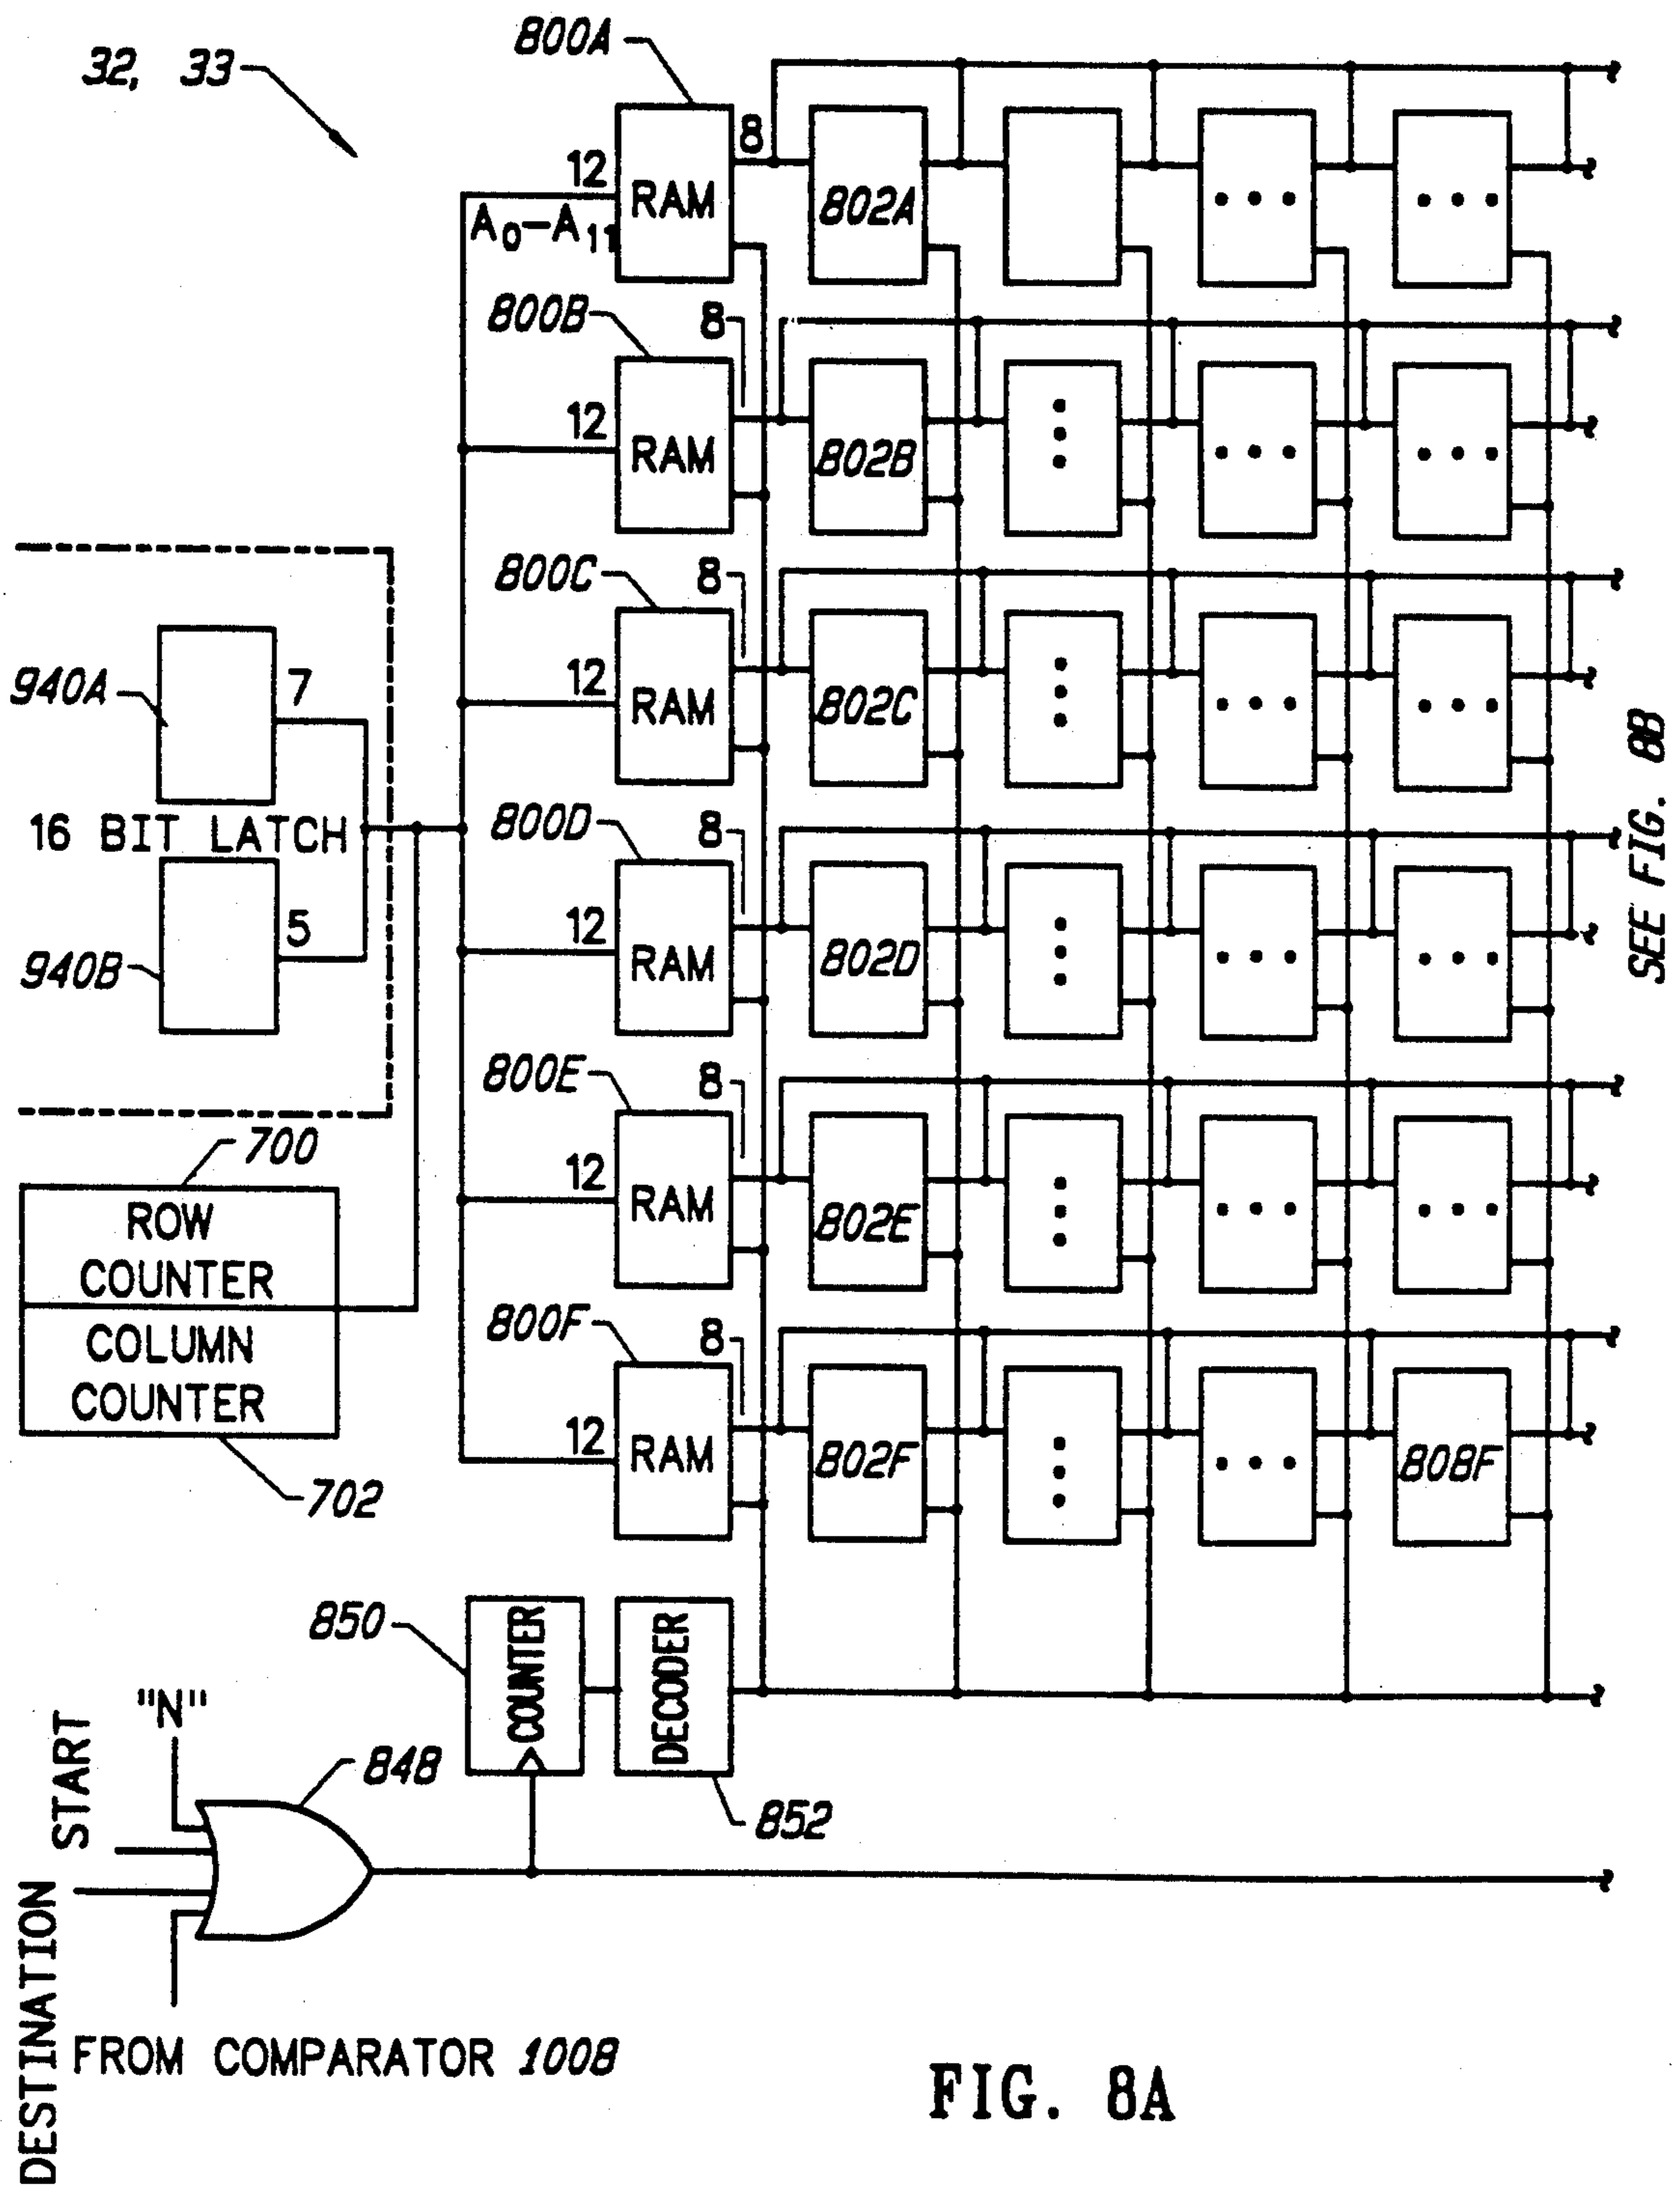 32, 33
800A
12
A0-A11
RAM
8
802A
• • •
• • •
800B
8
12
RAM
802B
• • •
• • •
800C
8
12
RAM
802C
• • •
• • •
940A
7
16 BIT LATCH
940B
5
800D
8
12
RAM
802D
• • •
• • •
SEE FIG. 8B
800E
8
12
RAM
802E
• • •
• • •
700
ROW
COUNTER
COLUMN
COUNTER
702
800F
8
12
RAM
802F
• • •
808F
850
COUNTER
DECODER
852
"N"
START
848
DESTINATION
FROM COMPARATOR 1008
FIG. 8A